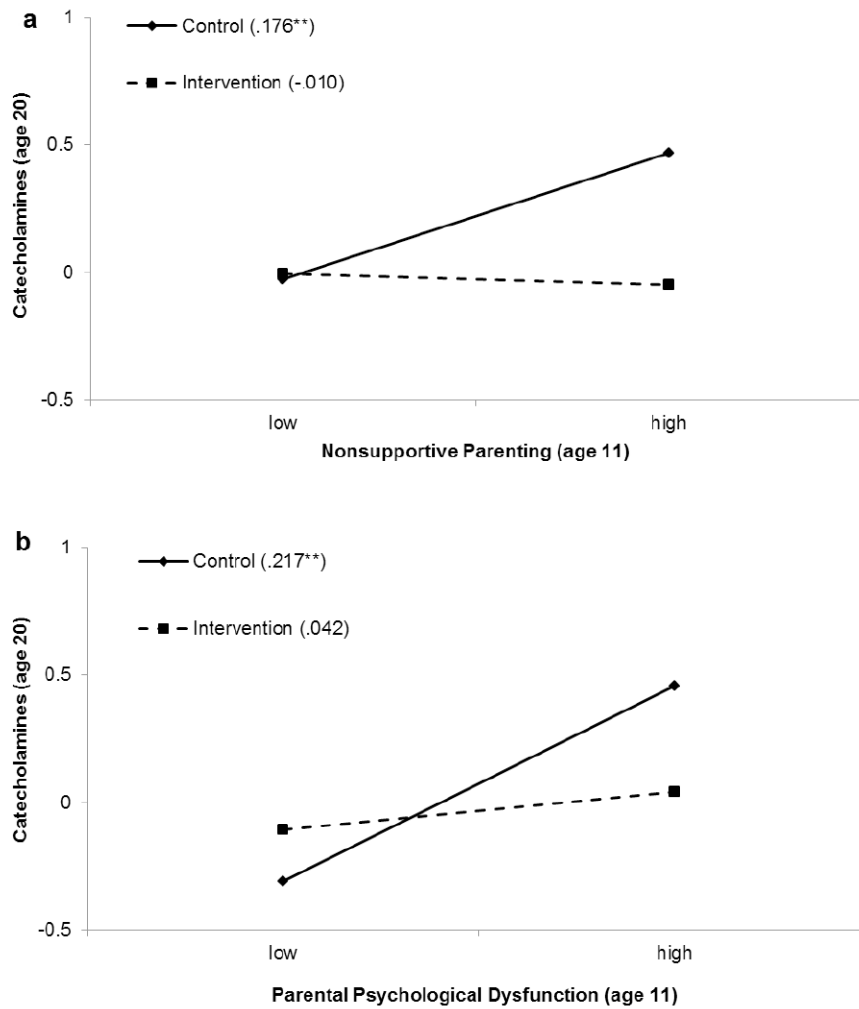 a
1
Control (.176**)
Intervention (-.010)
0.5
0
-0.5
Catecholamines (age 20)
low high
Nonsupportive Parenting (age 11)
b
1
Control (.217**)
Intervention (.042)
0.5
0
-0.5
Catecholamines (age 20)
low high
Parental Psychological Dysfunction (age 11)